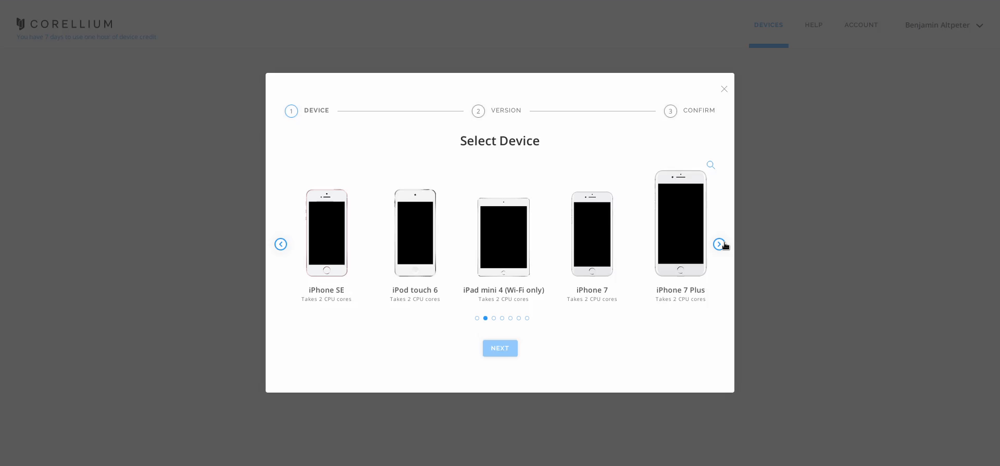 CORELLIUM
You have 7 days to use one hour of device credit
DEVICES
HELP
ACCOUNT
Benjamin Altpeter
1 DEVICE
2 VERSION
3 CONFIRM
Select Device
iPhone SE
Takes 2 CPU cores
iPod touch 6
Takes 2 CPU cores
iPad mini 4 (Wi-Fi only)
Takes 2 CPU cores
iPhone 7
Takes 2 CPU cores
iPhone 7 Plus
Takes 2 CPU cores
NEXT